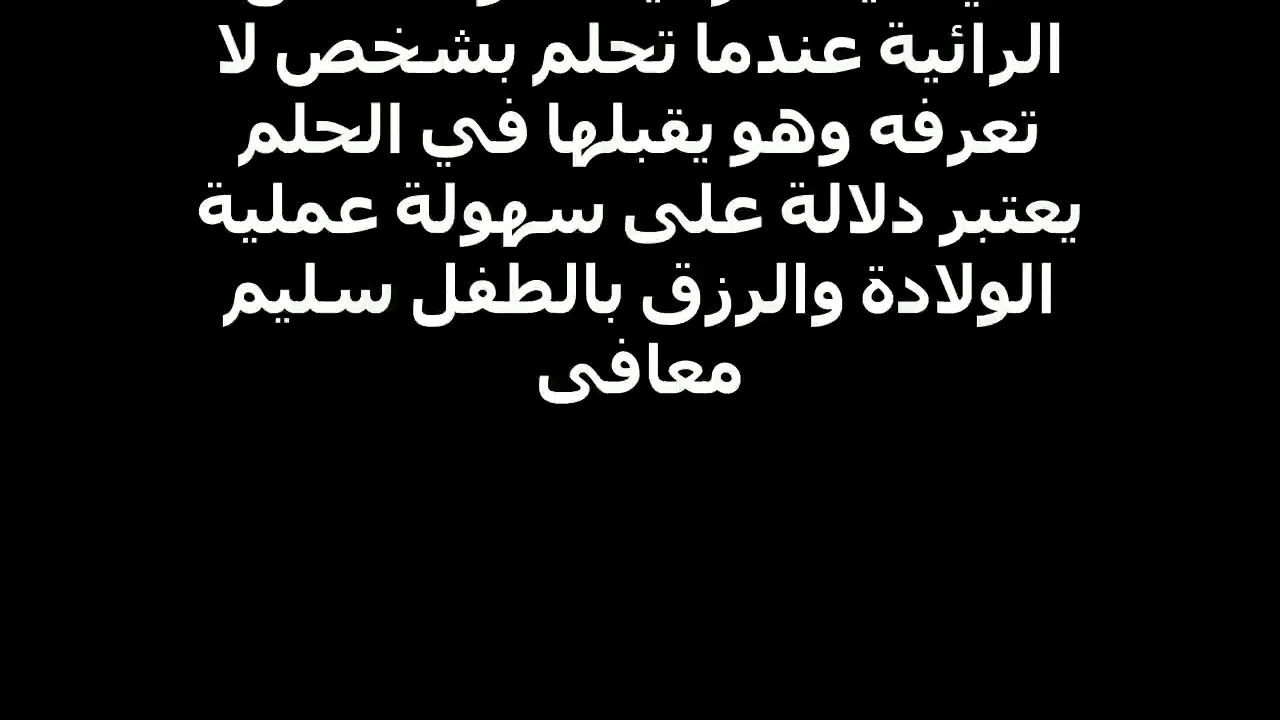 الرائية عندما تحلم بشخص لا
تعرفه وهو يقبلها في الحلم
يعتبر دلالة على سهولة عملية
الولادة والرزق بالطفل سليم
معافى